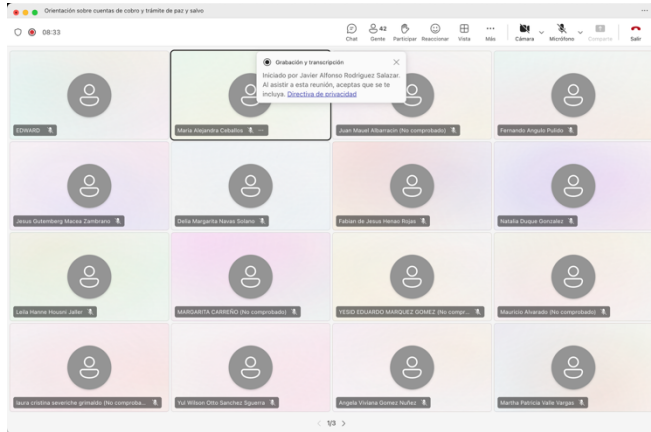 Orientación sobre cuentas de cobro y trámite de paz y salvo
08:33
Chat
42
Gente
Participar
Reaccionar
Vista
Más
Cámara
Micrófono
Compartir
Salir
Grabación y transcripción
Iniciado por Javier Alfonso Rodriguez Salazar.
Al asistir a esta reunión, aceptas que se te
incluya. Directiva de privacidad
EDWARD
María Alejandra Ceballos
Juan Mauel Albarracin (No comprobado)
Fernando Angulo Pulido
Jesus Gutemberg Macea Zambrano
Delia Margarita Navas Solano
Fabian de Jesus Henao Rojas
Natalia Duque Gonzalez
Leila Hanne Housni Jaller
MARGARITA CARREÑO (No comprobado)
YESID EDUARDO MARQUEZ GOMEZ (No compr...
Mauricio Alvarado (No comprobado)
laura cristina severiche grimaldo (No comproba...
Yul Wilson Otto Sanchez Sguerra
Angela Viviana Gomez Nuñez
Martha Patricia Valle Vargas
1/3